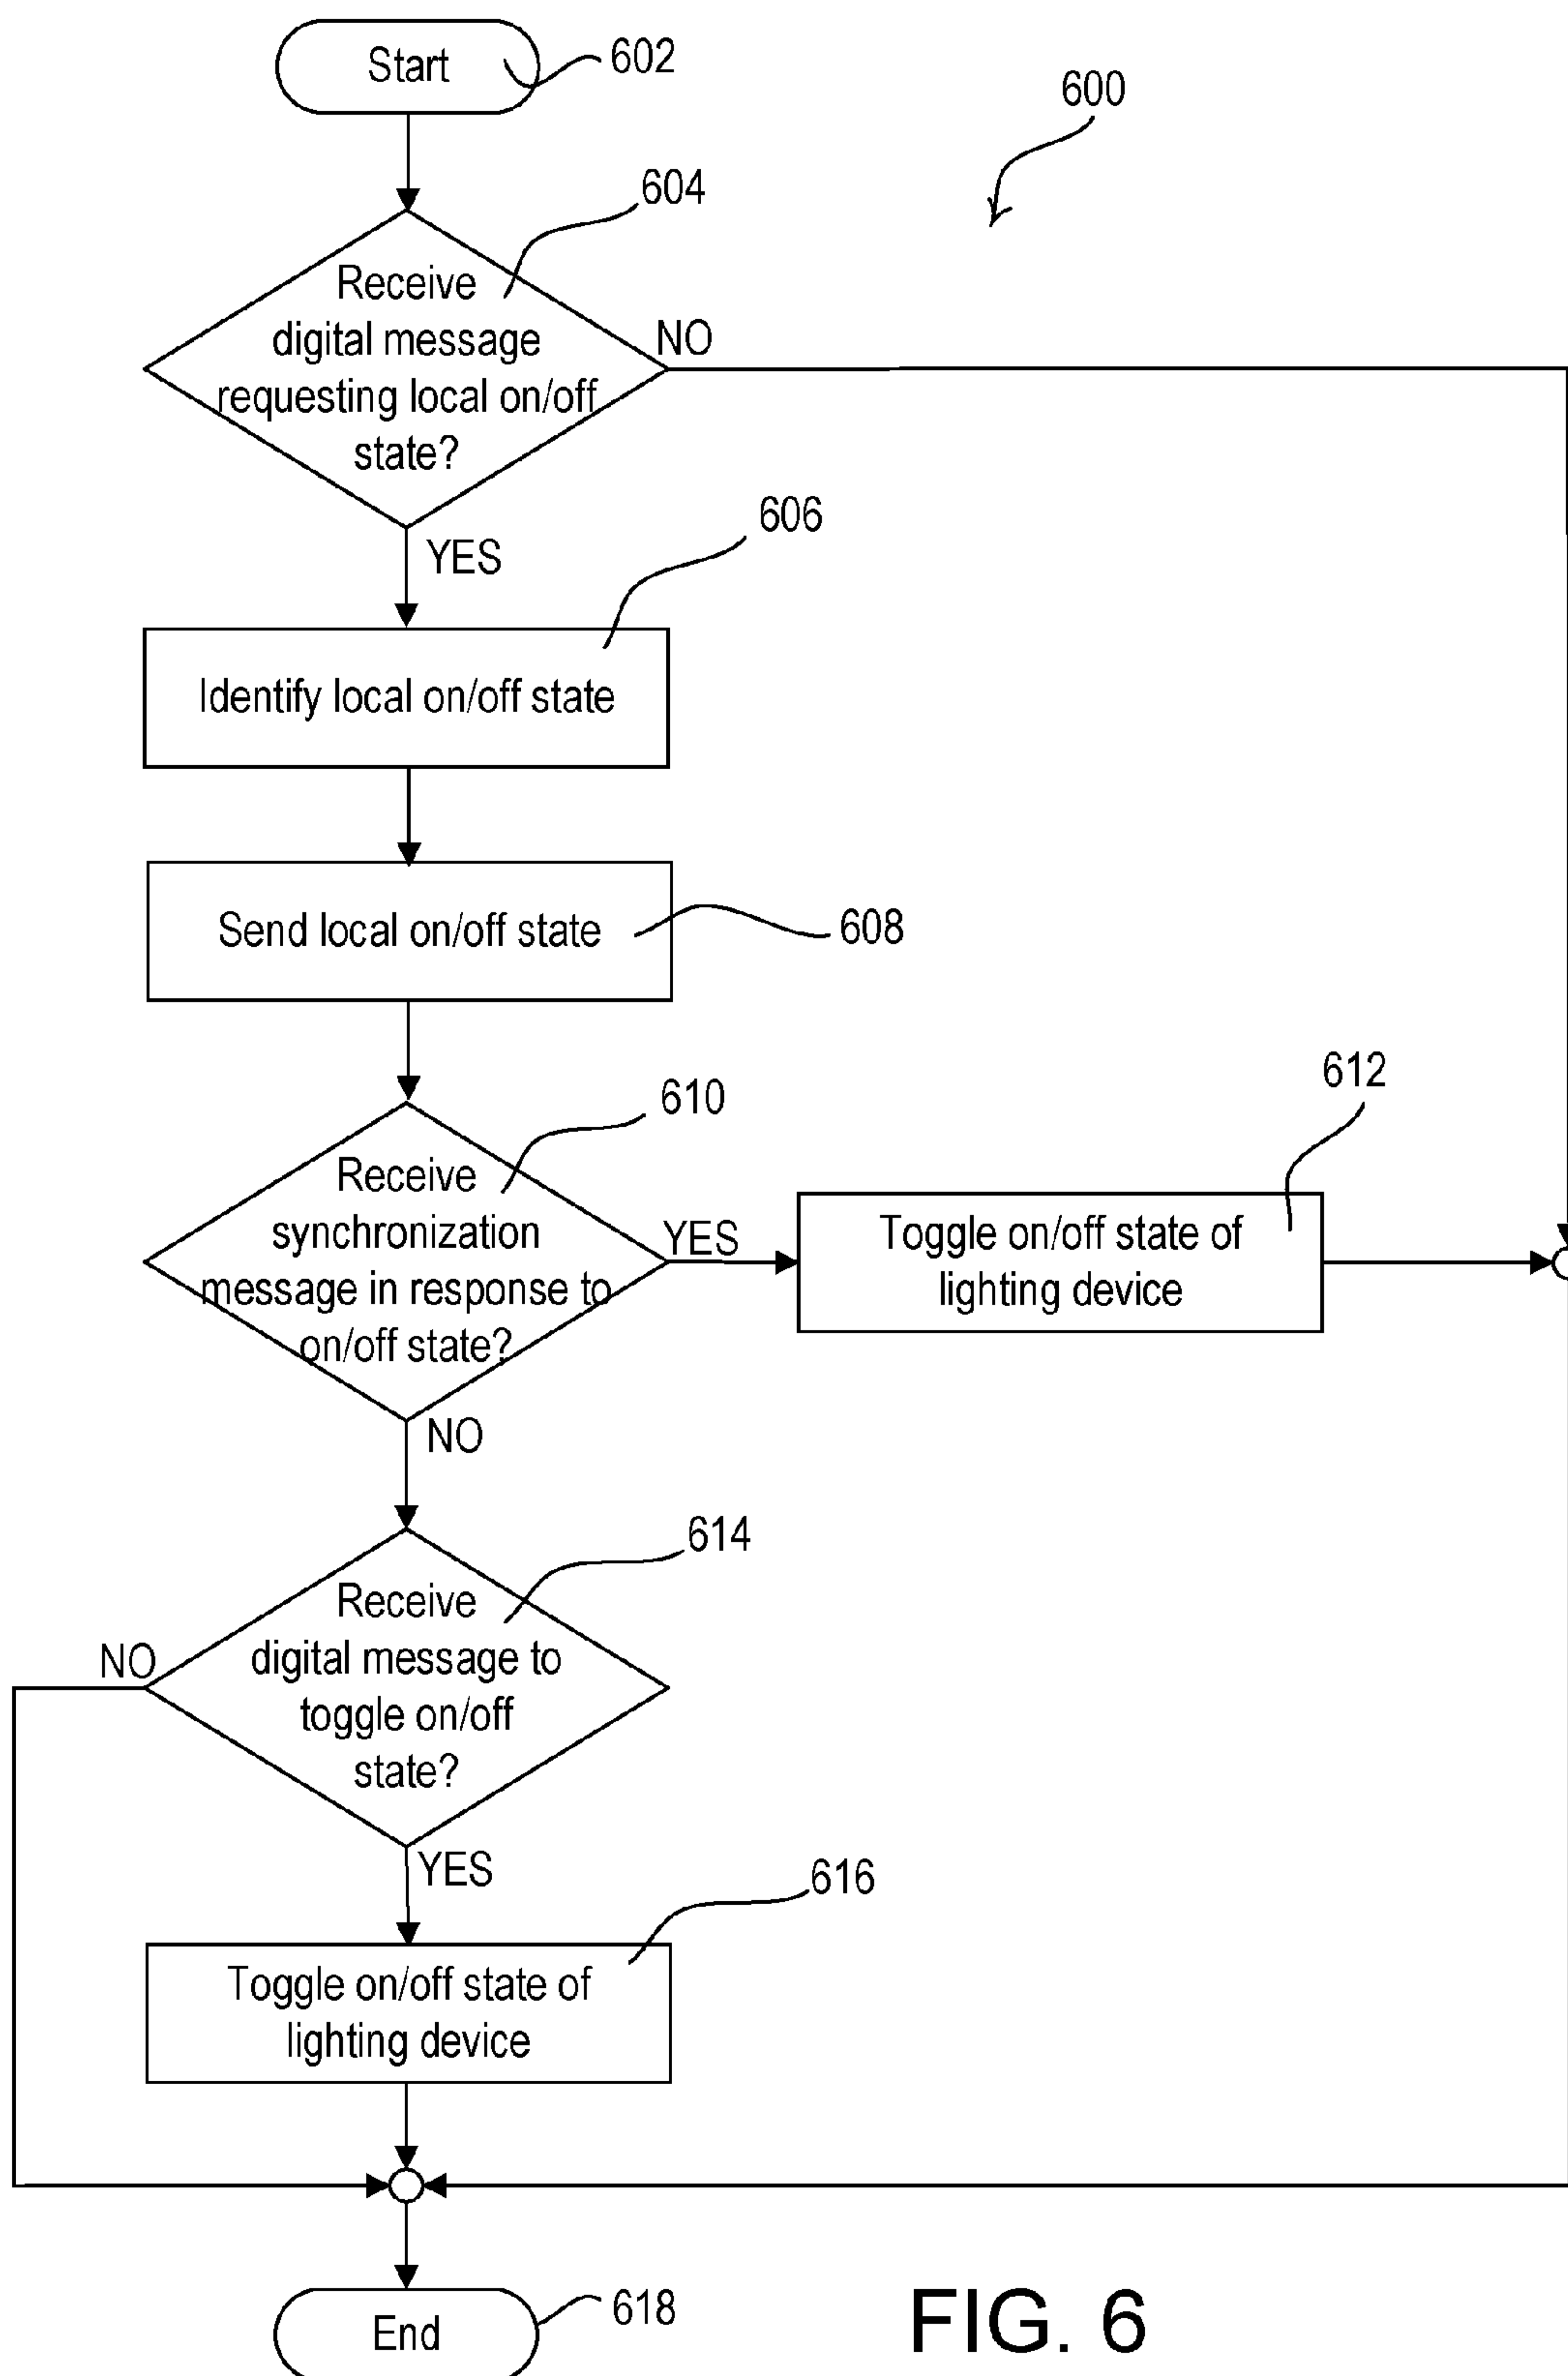 Start
602
600
604
Receive
digital message
requesting local on/off
state?
NO
YES
606
Identify local on/off state
Send local on/off state
608
610
612
Receive
synchronization
message in response to
on/off state?
YES
Toggle on/off state of
lighting device
NO
614
Receive
digital message to
toggle on/off
state?
NO
YES
616
Toggle on/off state of
lighting device
End
618
FIG. 6